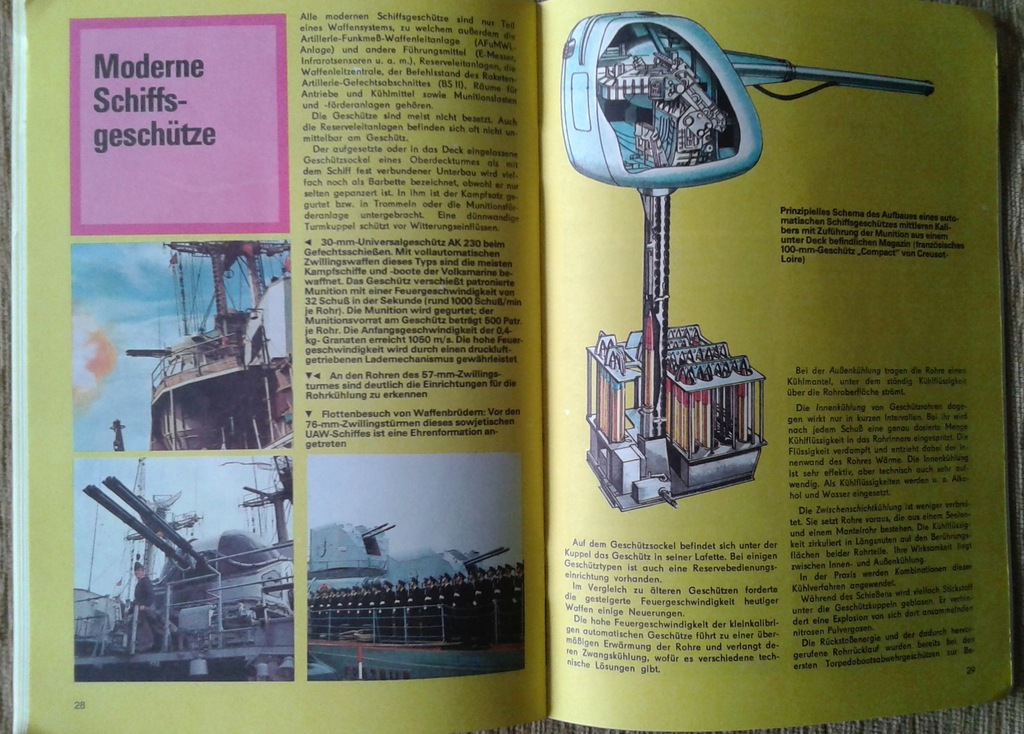 Moderne
Schiffs-
geschütze
Alle modernen Schiffsgeschütze sind nur Teil
eines Waffensystems, zu welchem außerdem die
Artillerie-Funkmeß-Waffenleitanlage (AFuMWL-
Anlage) und andere Führungsmittel (E-Messer,
Infrarotsensoren u. a. m.), Reserveleitanlagen, die
Waffenleitzentrale, der Befehlsstand des Raketen-
Artillerie-Gefechtsabschnittes (BS II), Räume für
Antriebe und Kühlmittel sowie Munitionslasten
und -förderanlagen gehören.
Die Geschütze sind meist nicht besetzt. Auch
die Reserveleitanlagen befinden sich oft nicht un-
mittelbar am Geschütz.
Der aufgesetzte oder in das Deck eingelassene
Geschützsockel eines Oberdeckturmes als mit
dem Schiff fest verbundener Unterbau wird viel-
fach noch als Barbette bezeichnet, obwohl er nur
selten gepanzert ist. In ihm ist der Kampfsatz ge-
gurtet bzw. in Trommeln oder die Munitionsför-
deranlage untergebracht. Eine dünnwandige
Turmkuppel schützt vor Witterungseinflüssen.
◄ 30-mm-Universalgeschütz AK 230 beim
Gefechtsschießen. Mit vollautomatischen
Zwillingswaffen dieses Typs sind die meisten
Kampfschiffe und -boote der Volksmarine be-
waffnet. Das Geschütz verschießt patronierte
Munition mit einer Feuergeschwindigkeit von
32 Schuß in der Sekunde (rund 1000 Schuß/min
je Rohr). Die Munition wird gegurtet; der
Munitionsvorrat am Geschütz beträgt 500 Patr.
je Rohr. Die Anfangsgeschwindigkeit der 0,4-
kg-Granaten erreicht 1050 m/s. Die hohe Feuer-
geschwindigkeit wird durch einen druckluft-
getriebenen Lademechanismus gewährleistet
▼◄ An den Rohren des 57-mm-Zwillings-
turmes sind deutlich die Einrichtungen für die
Rohrkühlung zu erkennen
▼ Flottenbesuch von Waffenbrüdern: Vor den
76-mm-Zwillingstürmen dieses sowjetischen
UAW-Schiffes ist eine Ehrenformation an-
getreten
28
Prinzipielles Schema des Aufbaues eines auto-
matischen Schiffsgeschützes mittleren Kali-
bers mit Zuführung der Munition aus einem
unter Deck befindlichen Magazin (französisches
100-mm-Geschütz „Compact" von Creusot-
Loire)
Auf dem Geschützsockel befindet sich unter der
Kuppel das Geschütz in seiner Lafette. Bei einigen
Geschütztypen ist auch eine Reservebedienungs-
einrichtung vorhanden.
Im Vergleich zu älteren Geschützen forderte
die gesteigerte Feuergeschwindigkeit heutiger
Waffen einige Neuerungen.
Die hohe Feuergeschwindigkeit der kleinkalibri-
gen automatischen Geschütze führt zu einer über-
mäßigen Erwärmung der Rohre und verlangt de-
ren Zwangskühlung, wofür es verschiedene tech-
nische Lösungen gibt.
Bei der Außenkühlung tragen die Rohre einen
Kühlmantel, unter dem ständig Kühlflüssigkeit
über die Rohroberfläche strömt.
Die Innenkühlung von Geschützrohren dage-
gen wirkt nur in kurzen Intervallen. Bei ihr wird
nach jedem Schuß eine genau dosierte Menge
Kühlflüssigkeit in das Rohrinnere eingespritzt. Die
Flüssigkeit verdampft und entzieht dabei der In-
nenwand des Rohres Wärme. Die Innenkühlung
ist sehr effektiv, aber technisch auch sehr auf-
wendig. Als Kühlflüssigkeiten werden u. a. Alko-
hol und Wasser eingesetzt.
Die Zwischenschichtkühlung ist weniger verbrei-
tet. Sie setzt Rohre voraus, die aus einem Seelen-
und einem Mantelrohr bestehen. Die Kühlflüssig-
keit zirkuliert in Längsnuten auf den Berührungs-
flächen beider Rohrteile. Ihre Wirksamkeit liegt
zwischen Innen- und Außenkühlung.
In der Praxis werden Kombinationen dieser
Kühlverfahren angewendet.
Während des Schießens wird vielfach Stickstoff
unter die Geschützkuppeln geblasen. Er verhin-
dert eine Explosion von sich dort ansammelnden
nitrosen Pulvergasen.
Die Rückstoßenergie und der dadurch hervor-
gerufene Rohrrücklauf wurden bereits bei den
ersten Torpedobootsabwehrgeschützen zur Be-
29